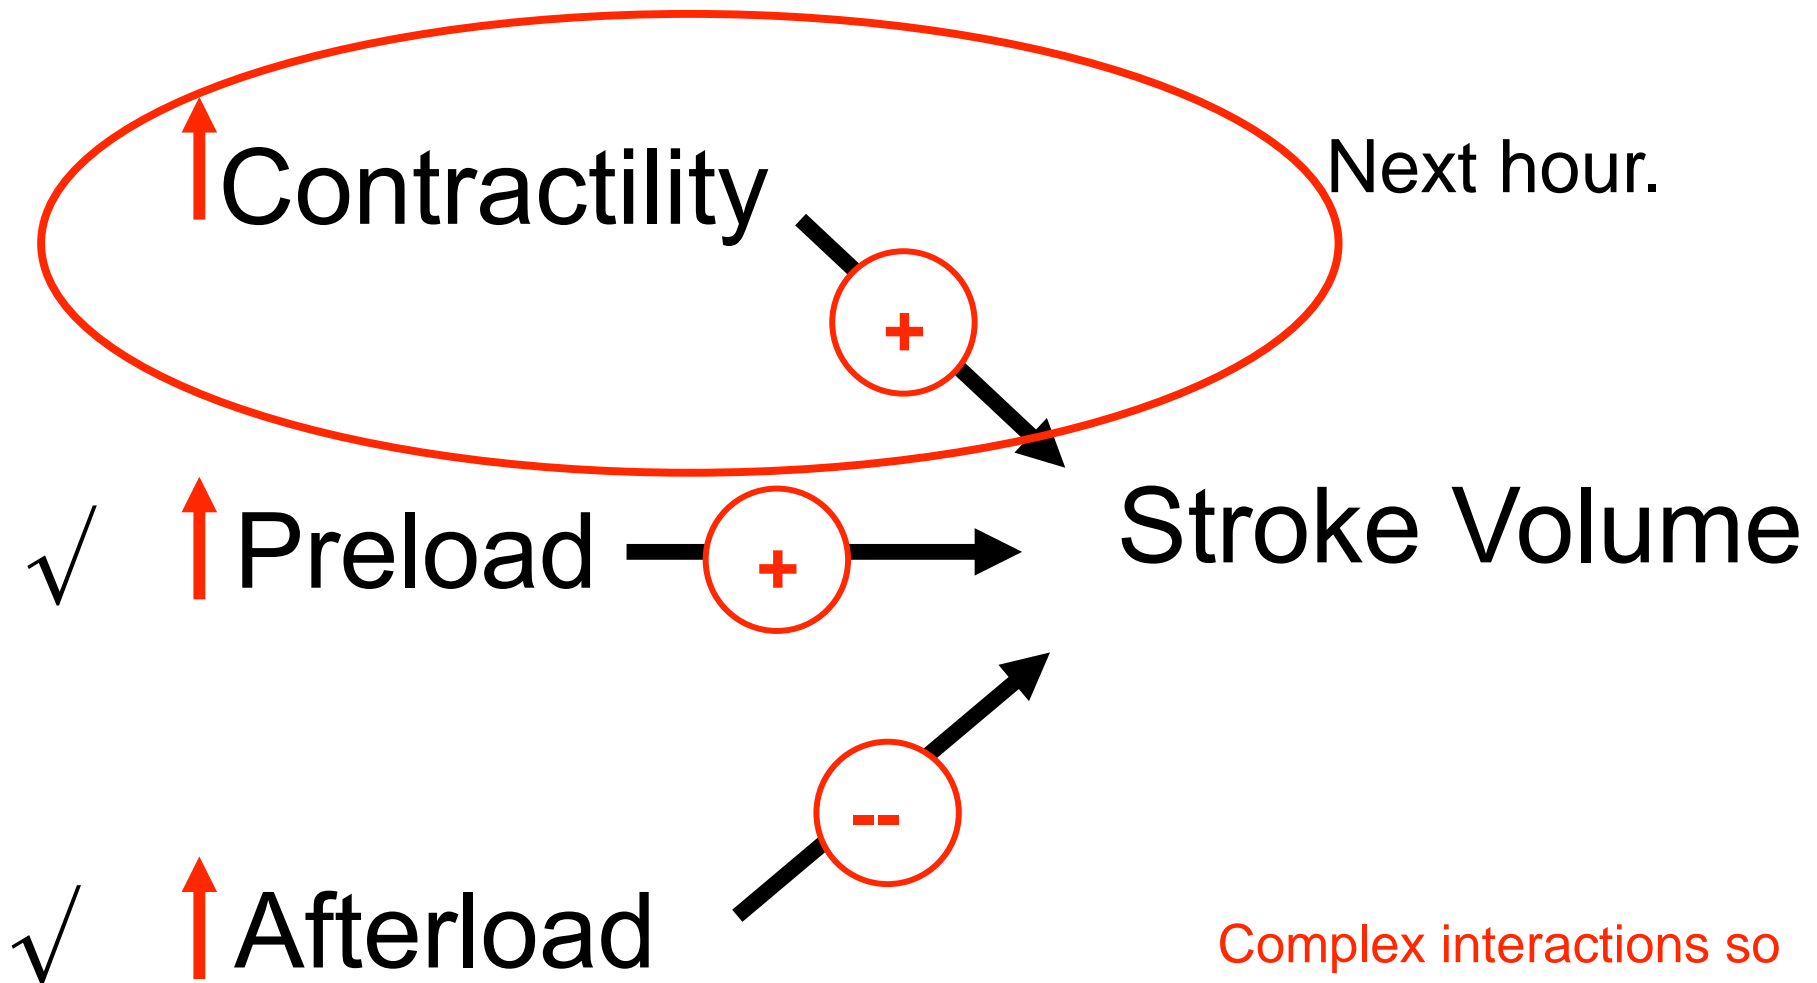 Contractility
Next hour.
+
√ Preload
+
Stroke Volume
--
√ Afterload
Complex interactions so